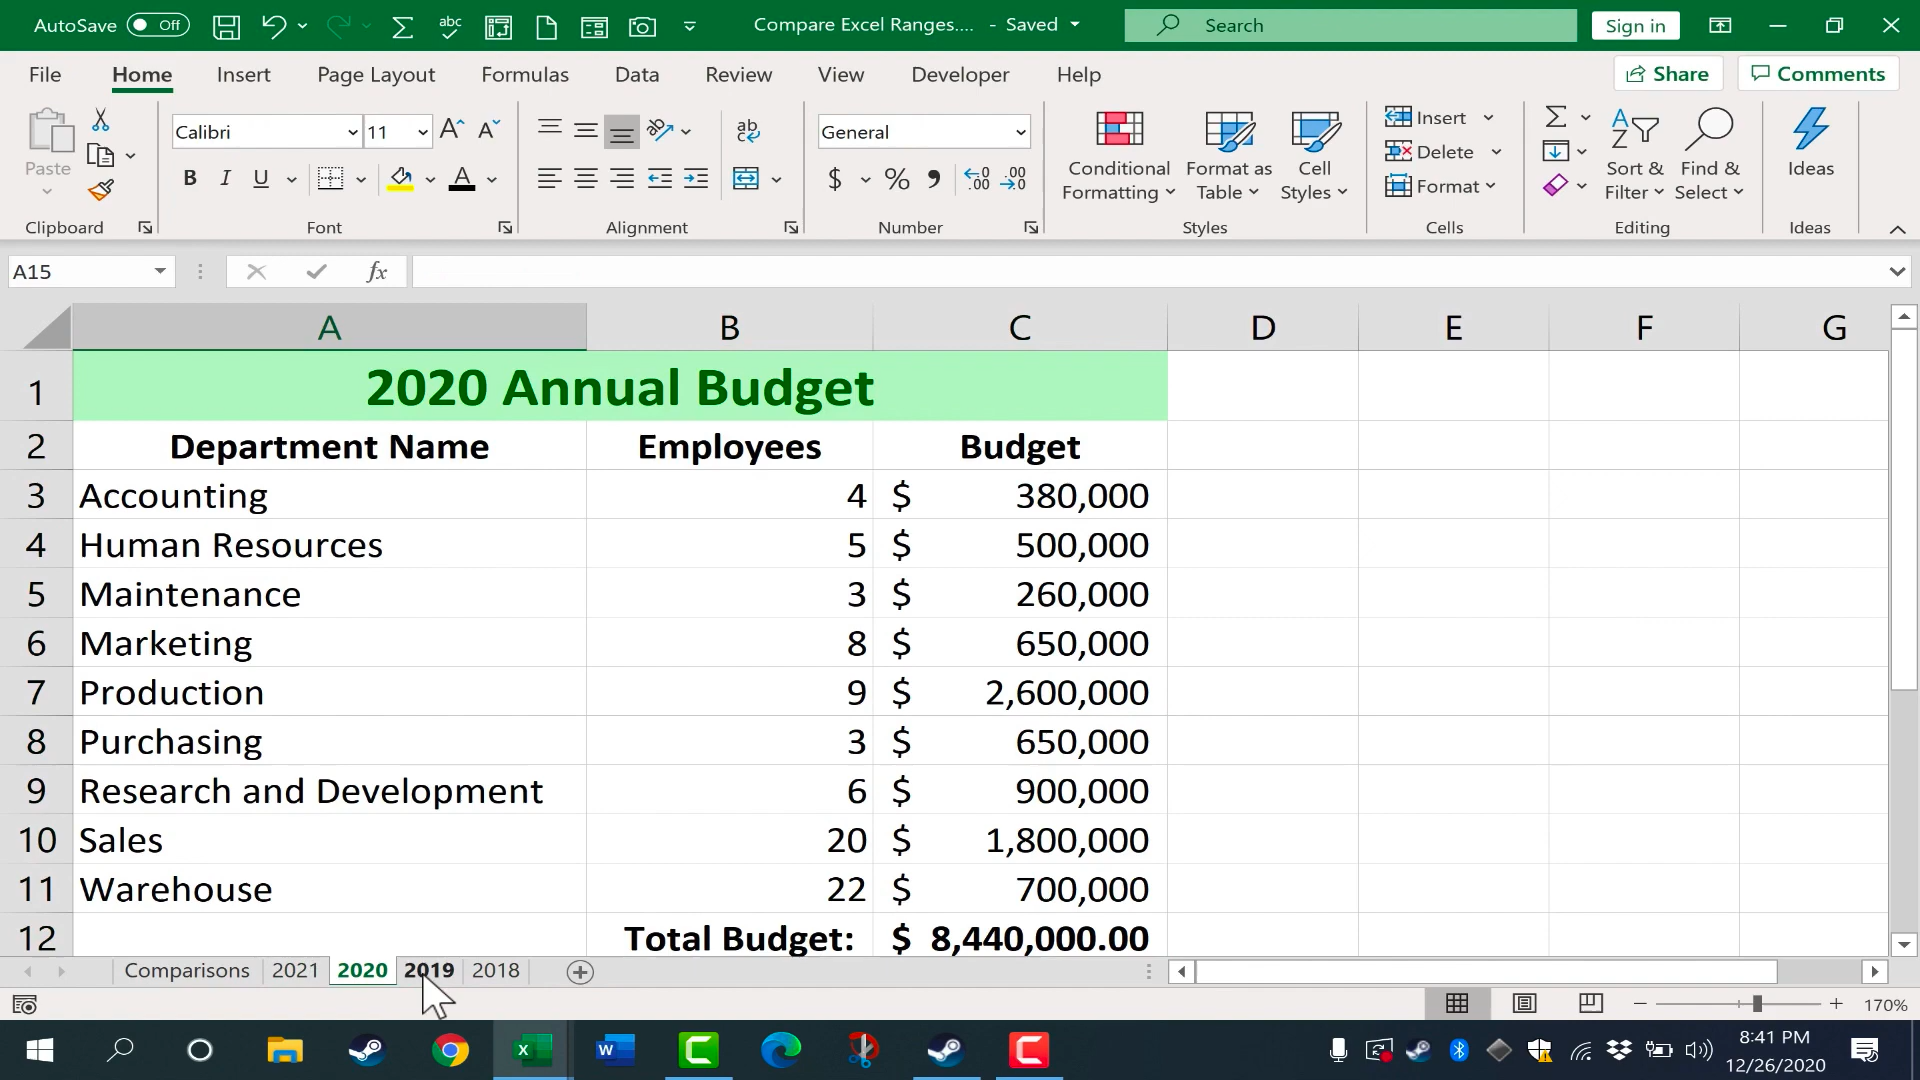 AutoSave Off Compare Excel Ranges.... - Saved Search Sign in
File Home Insert Page Layout Formulas Data Review View Developer Help Share Comments
Paste
Calibri 11
General
Conditional Formatting
Format as Table
Cell Styles
Insert
Delete
Format
Sort & Filter
Find & Select
Ideas
Clipboard Font Alignment Number Styles Cells Editing Ideas
A15 fx
A B C D E F G
1 2020 Annual Budget
2 Department Name Employees Budget
3 Accounting 4 $ 380,000
4 Human Resources 5 $ 500,000
5 Maintenance 3 $ 260,000
6 Marketing 8 $ 650,000
7 Production 9 $ 2,600,000
8 Purchasing 3 $ 650,000
9 Research and Development 6 $ 900,000
10 Sales 20 $ 1,800,000
11 Warehouse 22 $ 700,000
12 Total Budget: $ 8,440,000.00
Comparisons 2021 2020 2019 2018
170%
8:41 PM
12/26/2020